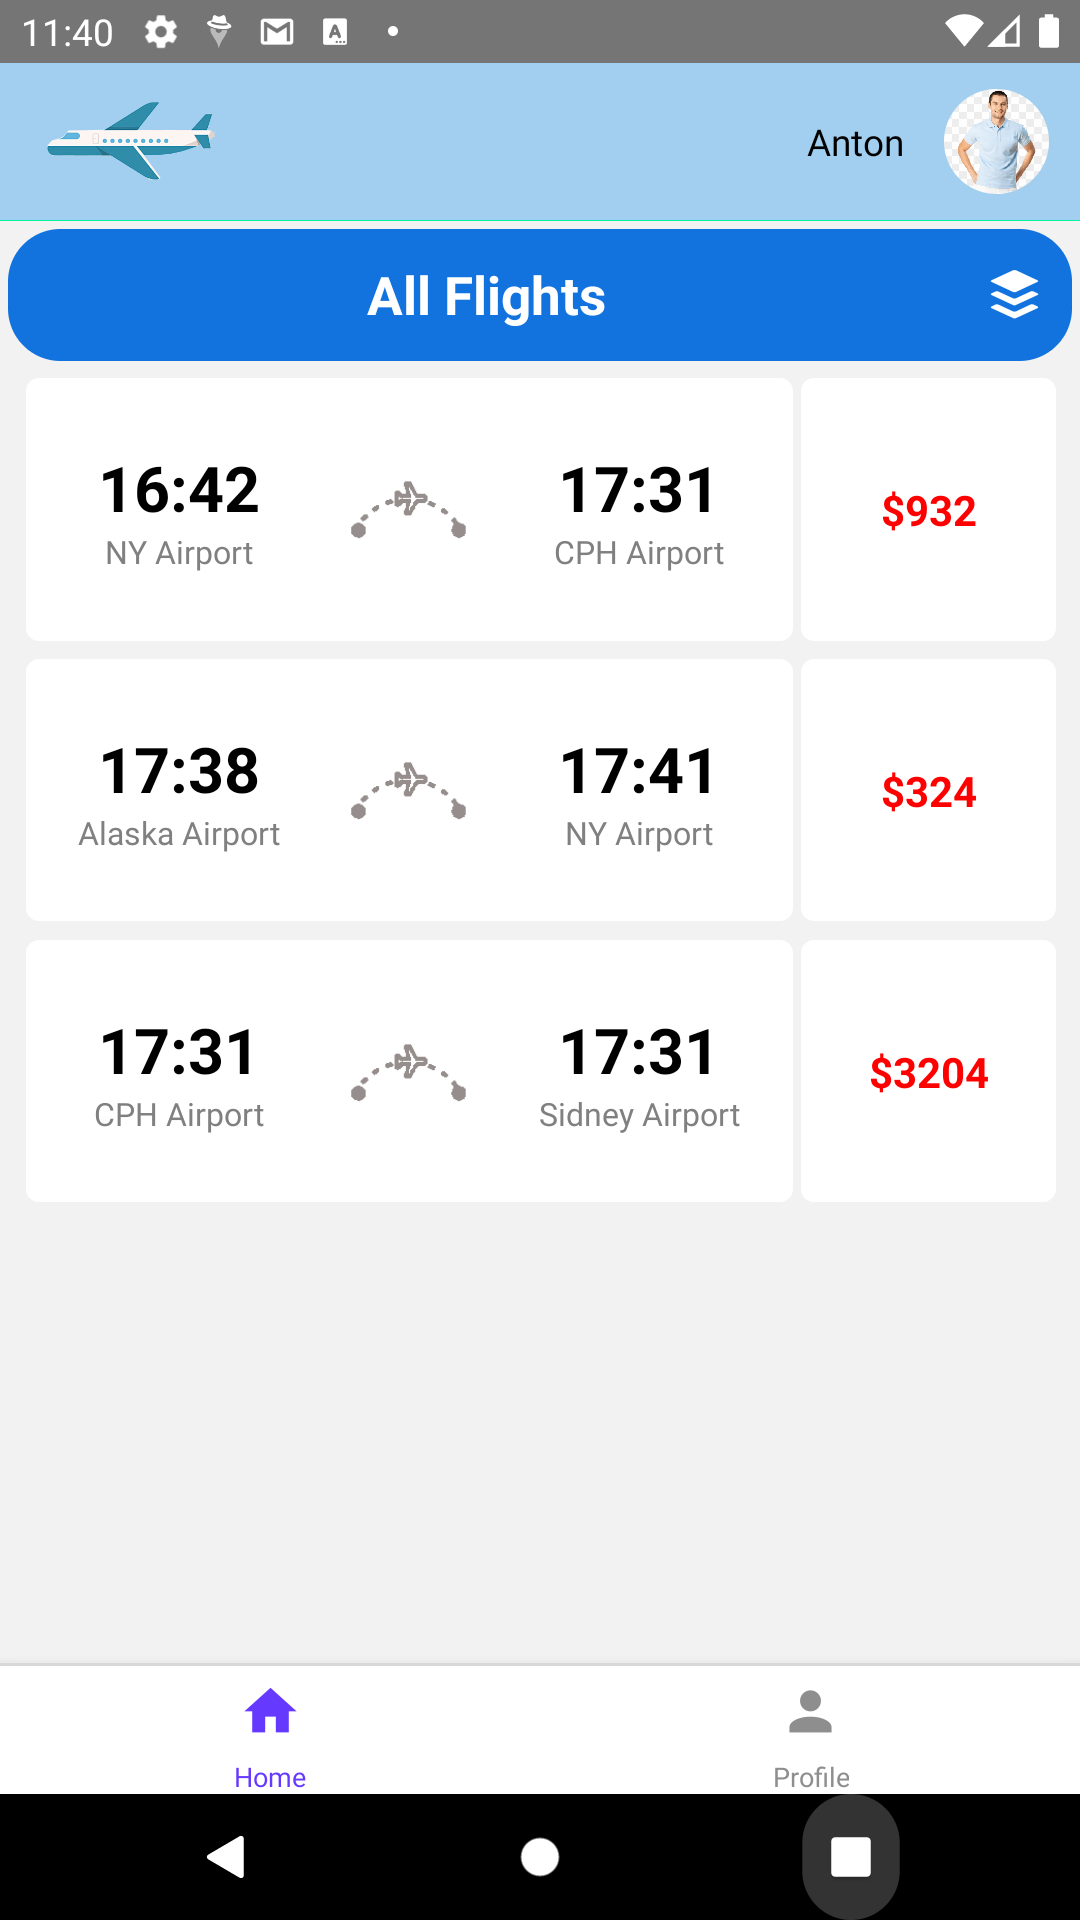 11:40
Anton
All Flights
16:42 17:31
NY Airport CPH Airport
$932
17:38 17:41
Alaska Airport NY Airport
$324
17:31 17:31
CPH Airport Sidney Airport
$3204
Home Profile